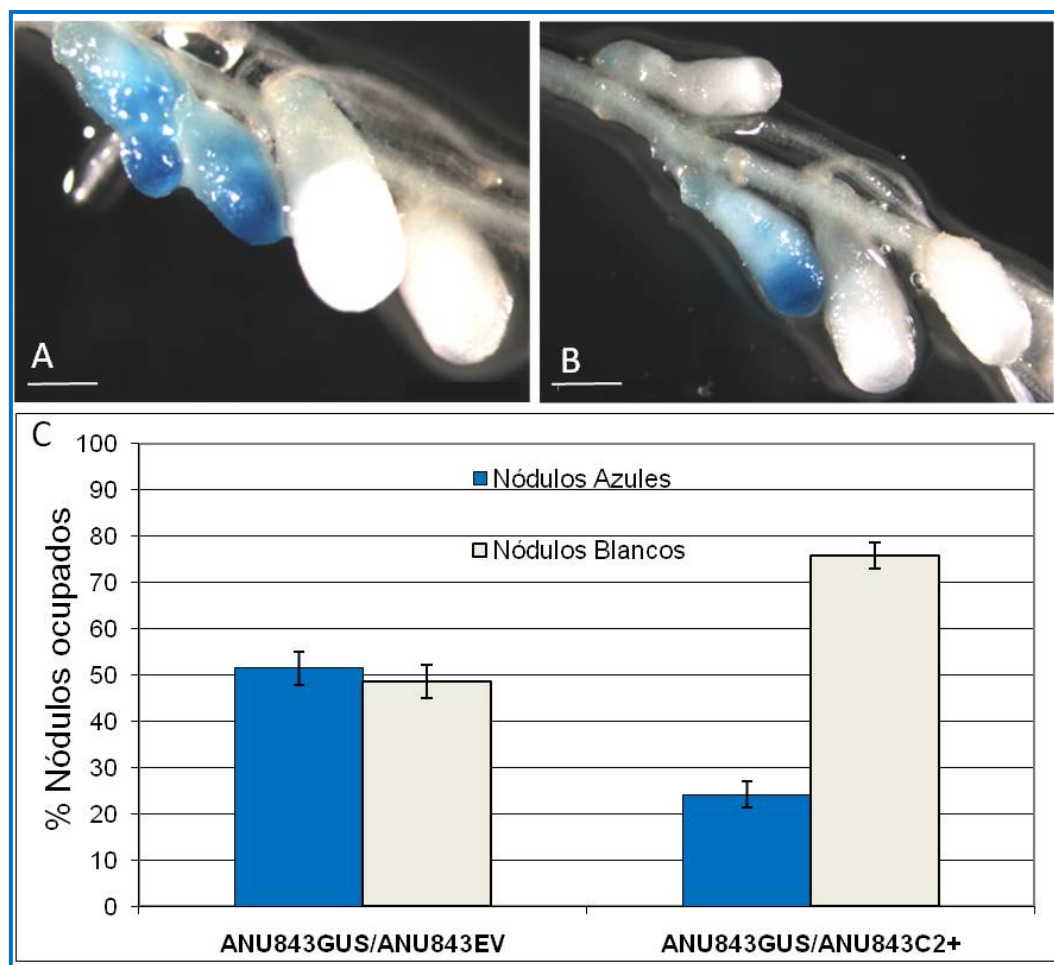 A
B
C
100
90
80
70
60
50
40
30
20
10
0
% Nódulos ocupados
Nódulos Azules
Nódulos Blancos
ANU843GUS/ANU843EV
ANU843GUS/ANU843C2+